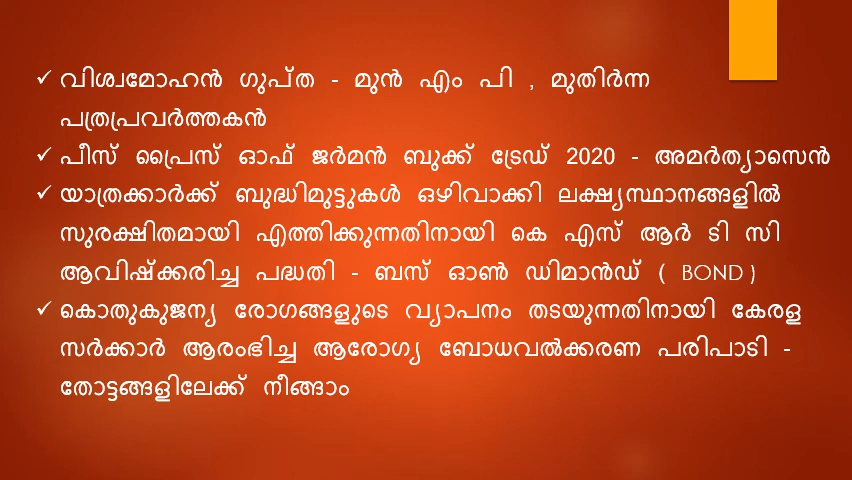 ✓ വിശ്വമോഹൻ ഗുപ്ത - മുൻ എം പി , മുതിർന്ന
പത്രപ്രവർത്തകൻ
✓ പീസ് പ്രൈസ് ഓഫ് ജർമൻ ബുക്ക് ട്രേഡ് 2020 - അമർത്യാസെൻ
✓ യാത്രക്കാർക്ക് ബുദ്ധിമുട്ടുകൾ ഒഴിവാക്കി ലക്ഷ്യസ്ഥാനങ്ങളിൽ
സുരക്ഷിതമായി എത്തിക്കുന്നതിനായി കെ എസ് ആർ ടി സി
ആവിഷ്ക്കരിച്ച പദ്ധതി - ബസ് ഓൺ ഡിമാൻഡ് ( BOND )
✓ കൊതുകുജന്യ രോഗങ്ങളുടെ വ്യാപനം തടയുന്നതിനായി കേരള
സർക്കാർ ആരംഭിച്ച ആരോഗ്യ ബോധവൽക്കരണ പരിപാടി -
തോട്ടങ്ങളിലേക്ക് നീങ്ങാം